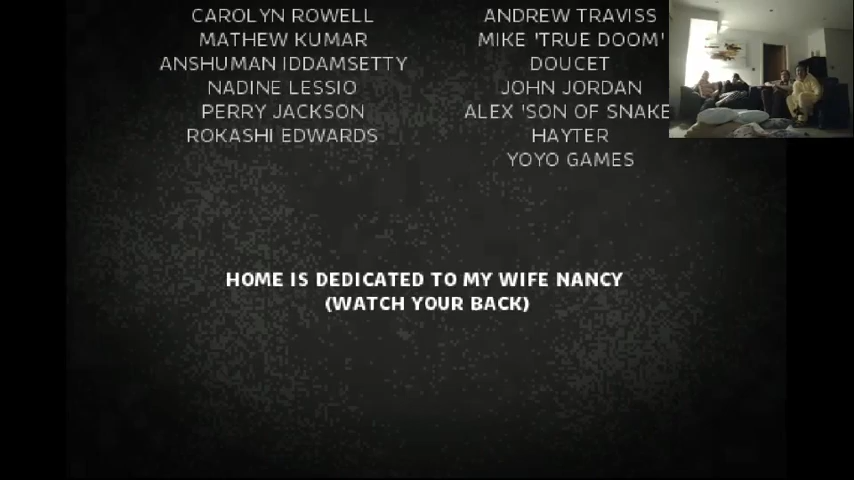 CAROLYN ROWELL
MATHEW KUMAR
ANSHUMAN IDDAMSETTY
NADINE LESSIO
PERRY JACKSON
ROKASHI EDWARDS
ANDREW TRAVISS
MIKE 'TRUE DOOM'
DOUCET
JOHN JORDAN
ALEX 'SON OF SNAKE
HAYTER
YOYO GAMES
HOME IS DEDICATED TO MY WIFE NANCY
(WATCH YOUR BACK)